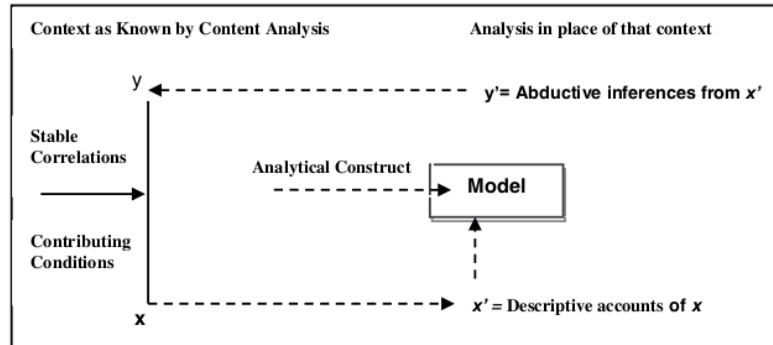 Context as Known by Content Analysis
Analysis in place of that context
y
y'= Abductive inferences from x'
Stable
Correlations
Analytical Construct
Model
Contributing
Conditions
x
x' = Descriptive accounts of x